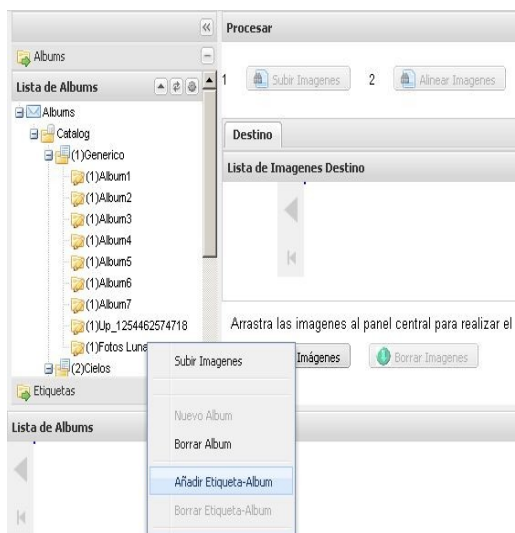 Procesar
Albums
Lista de Albums
1 Subir Imagenes 2 Alinear Imagenes
Albums
Catalog
(1)Generico
(1)Album1
(1)Album2
(1)Album3
(1)Album4
(1)Album5
(1)Album6
(1)Album7
(1)Up_1254462574718
(1)Fotos Luna
(2)Cielos
Etiquetas
Destino
Lista de Imagenes Destino
Arrastra las imagenes al panel central para realizar el
Imágenes Borrar Imagenes
Lista de Albums
Subir Imagenes
Nuevo Album
Borrar Album
Añadir Etiqueta-Album
Borrar Etiqueta-Album